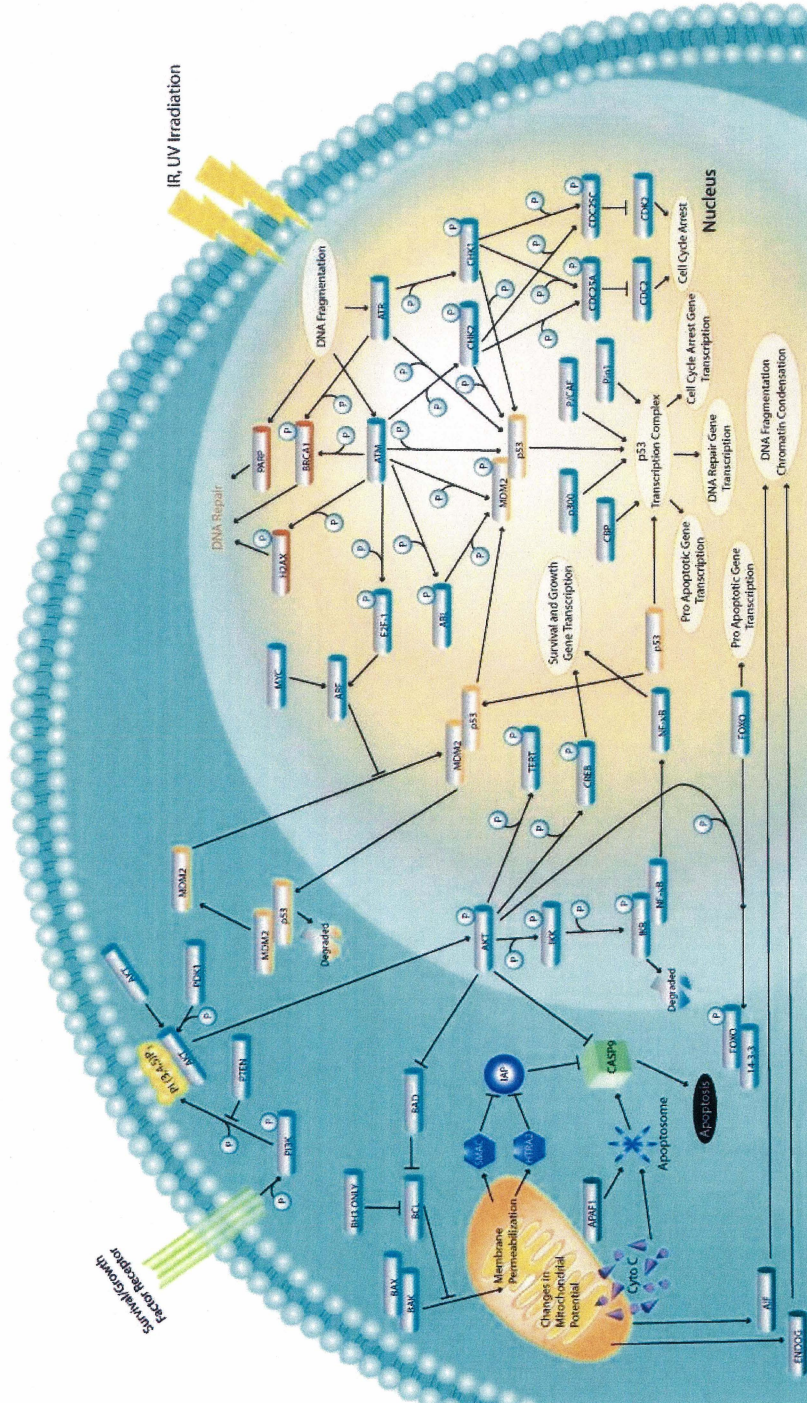 Survival/Growth
Factor Receptor
IR, UV Irradiation
P
PI3K
P
PTEN
PI (3,4,5)P3
AKT
AKT
PDK1
P
MDM2
MDM2
p53
Degraded
MYC
ARF
P
E2F-1
P
H2AX
DNA Repair
PARP
P
BRCA1
DNA Fragmentation
ATR
ATM
P
ABL
P
CHK2
P
CHK1
P
P
CDC25A
P
CDC25C
CDC2
CDK2
Cell Cycle Arrest
Nucleus
MDM2
p53
P
MDM2
p53
p300
CBP
P/CAF
Pin1
p53
Transcription Complex
Cell Cycle Arrest Gene
Transcription
DNA Repair Gene
Transcription
Pro Apoptotic Gene
Transcription
p53
Survival and Growth
Gene Transcription
P
TERT
P
CREB
NF-κB
P
AKT
P
IKK
P
IκB
NF-κB
Degraded
FOXO
Pro Apoptotic Gene
Transcription
P
FOXO
14-3-3
BAD
BH3 ONLY
BCL
BAX
BAK
Membrane
Permeabilization
Changes in
Mitochondrial
Potential
SMAC
HTRA2
IAP
CASP9
Apoptosis
APAF1
Apoptosome
Cyto C
AIF
ENDOG
DNA Fragmentation
Chromatin Condensation